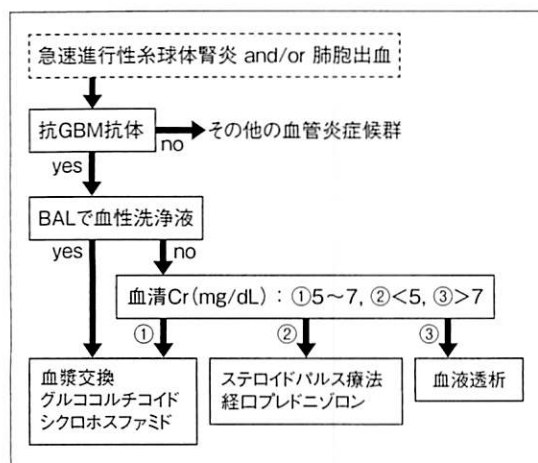 急速進行性糸球体腎炎 and/or 肺胞出血
抗GBM抗体
no
その他の血管炎症候群
yes
BALで血性洗浄液
yes
no
血清Cr(mg/dL)：①5～7, ②<5, ③>7
①
②
③
血漿交換
グルココルチコイド
シクロホスファミド
ステロイドパルス療法
経口プレドニゾロン
血液透析